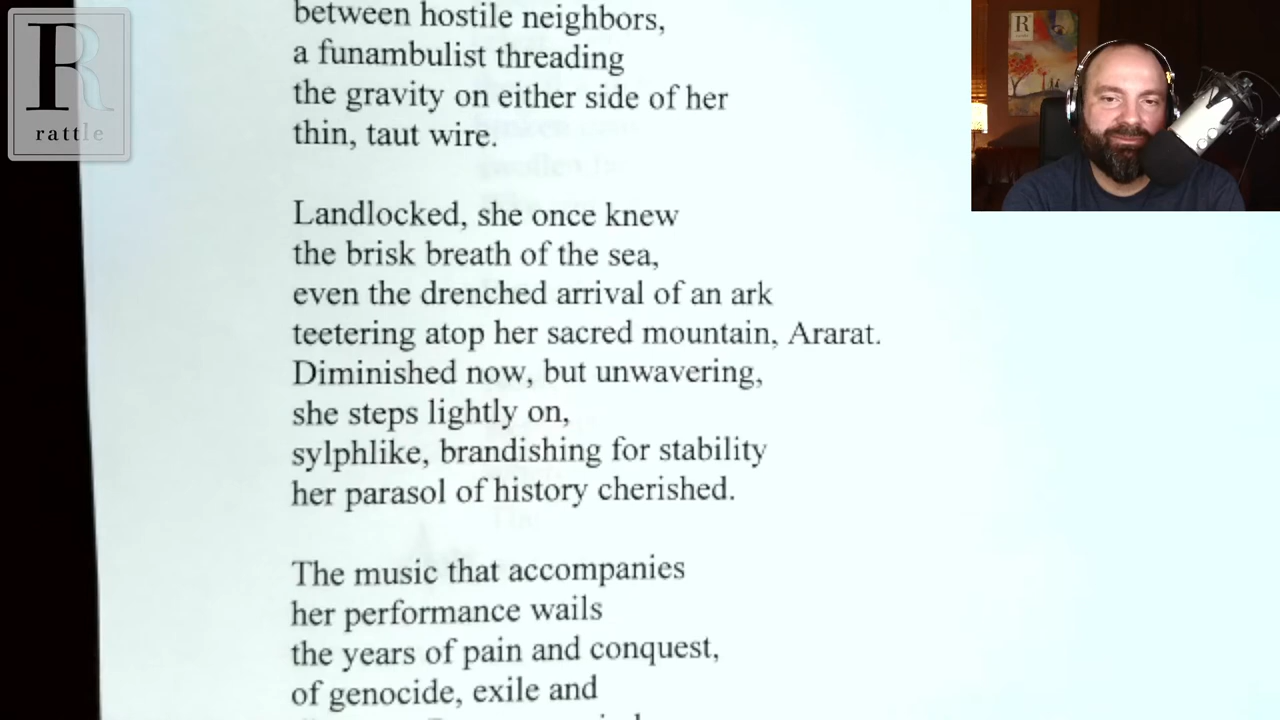 R
rattle
R
between hostile neighbors,
a funambulist threading
the gravity on either side of her
thin, taut wire.
Landlocked, she once knew
the brisk breath of the sea,
even the drenched arrival of an ark
teetering atop her sacred mountain, Ararat.
Diminished now, but unwavering,
she steps lightly on,
sylphlike, brandishing for stability
her parasol of history cherished.
The music that accompanies
her performance wails
the years of pain and conquest,
of genocide, exile and